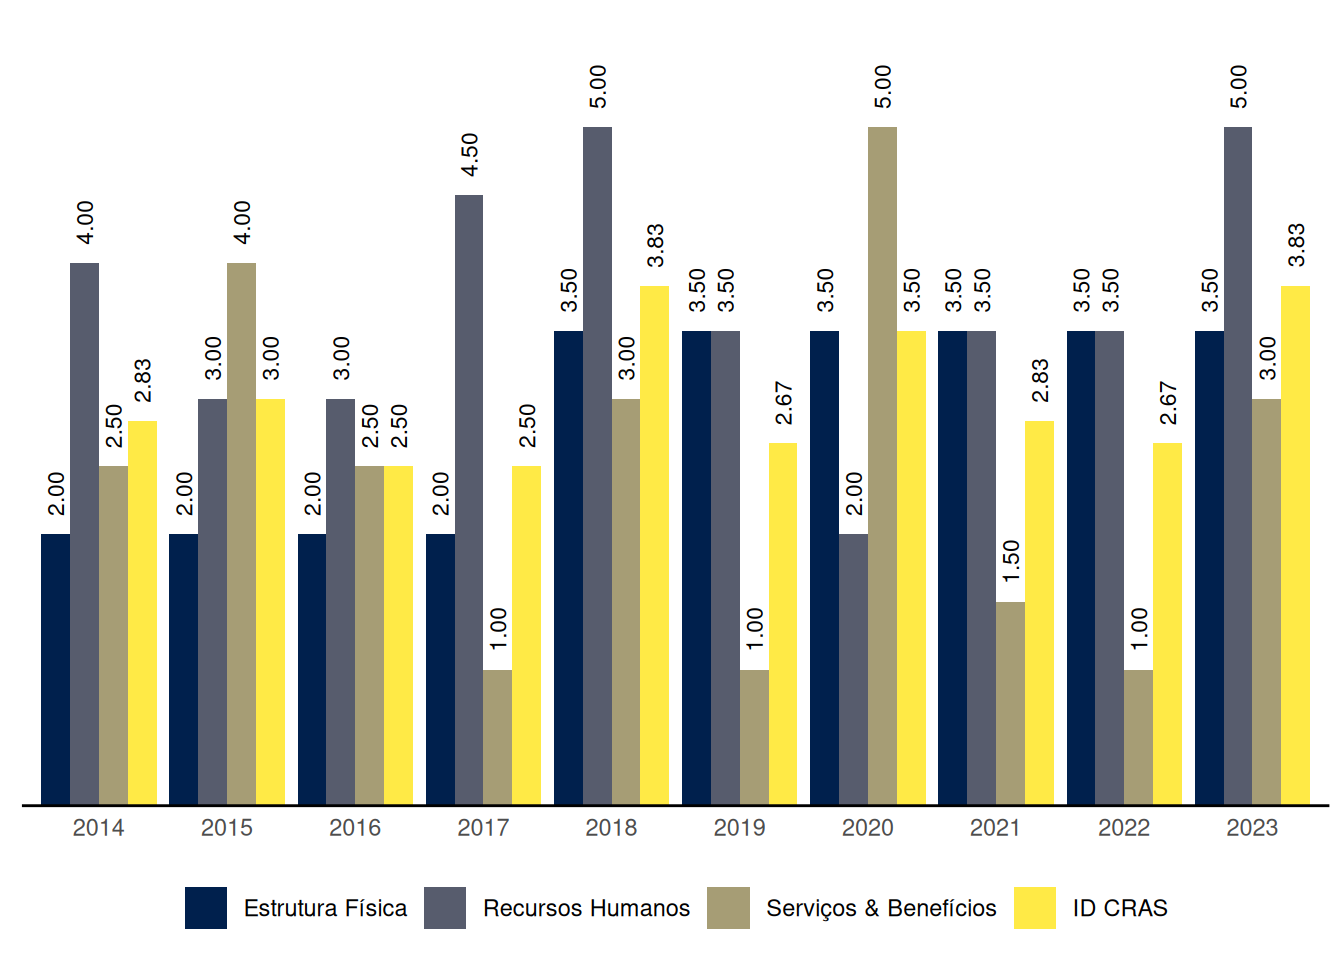 5.00 5.00 5.00
4.50
4.00 4.00
3.83 3.83
3.50 3.50 3.50 3.50 3.50 3.50 3.50 3.50 3.50
3.00 3.00 3.00 3.00 3.00
2.83 2.83
2.67 2.67
2.50 2.50 2.50 2.50
2.00 2.00 2.00 2.00 2.00
1.50
1.00 1.00 1.00
2014 2015 2016 2017 2018 2019 2020 2021 2022 2023
Estrutura Física Recursos Humanos Serviços & Benefícios ID CRAS